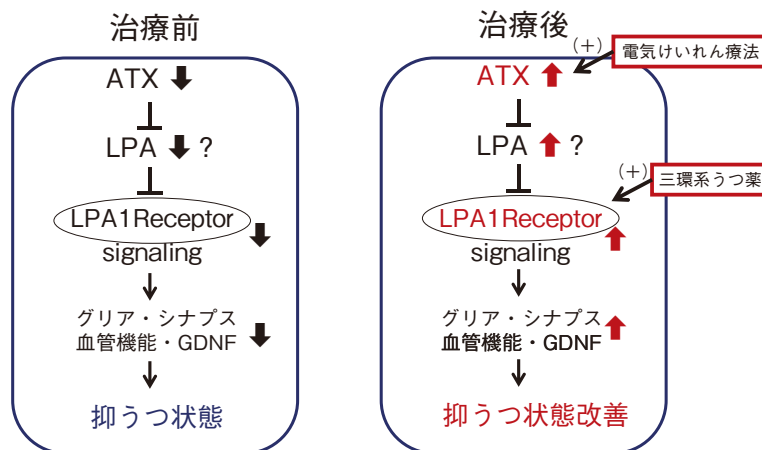 治療前
ATX
LPA ?
LPA1Receptor
signaling
グリア・シナプス
血管機能・GDNF
抑うつ状態
治療後
(+)
電気けいれん療法
ATX
LPA ?
(+)
三環系うつ薬
LPA1Receptor
signaling
グリア・シナプス
血管機能・GDNF
抑うつ状態改善